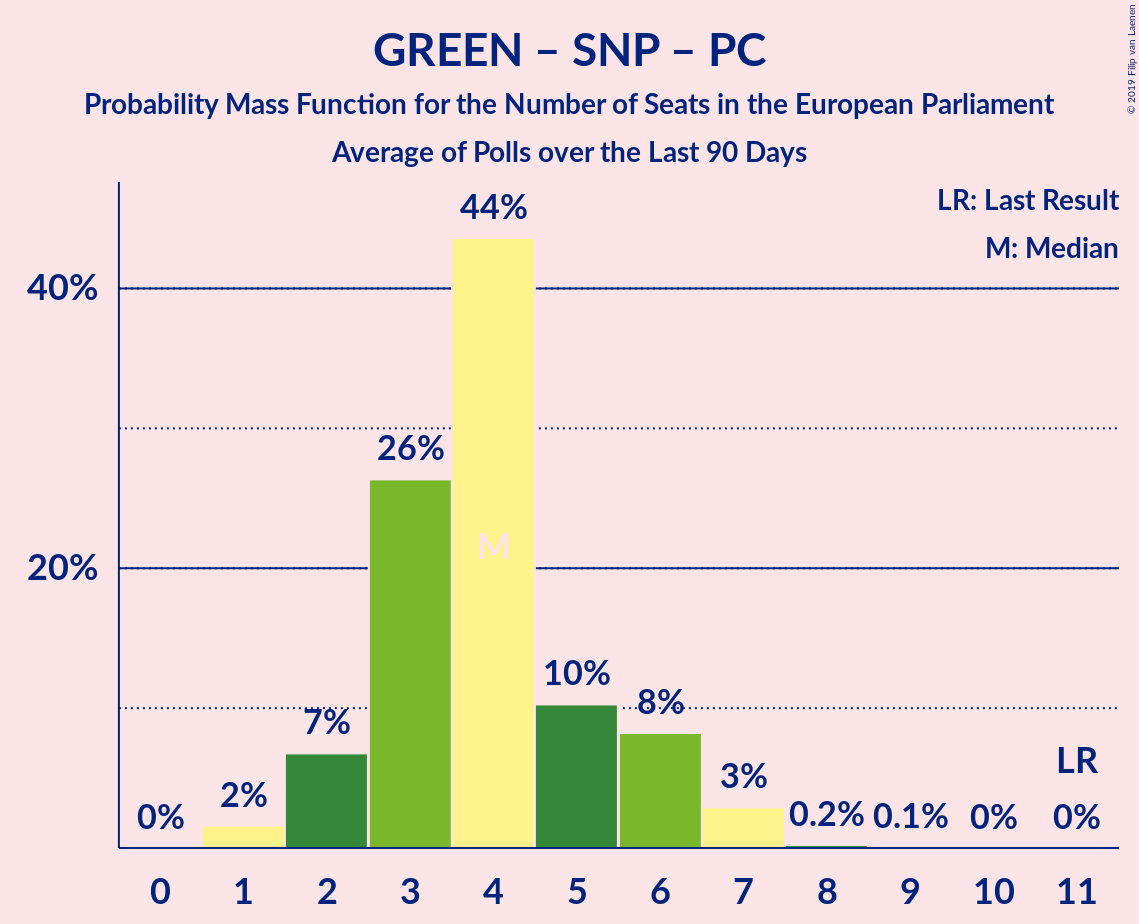 GREEN – SNP – PC
Probability Mass Function for the Number of Seats in the European Parliament
Average of Polls over the Last 90 Days
© 2019 Filip van Laenen
LR: Last Result
M: Median
44%
40%
26%
M
20%
10%
8%
7%
3%
2%
LR
0% 0.2% 0.1% 0% 0%
0 1 2 3 4 5 6 7 8 9 10 11